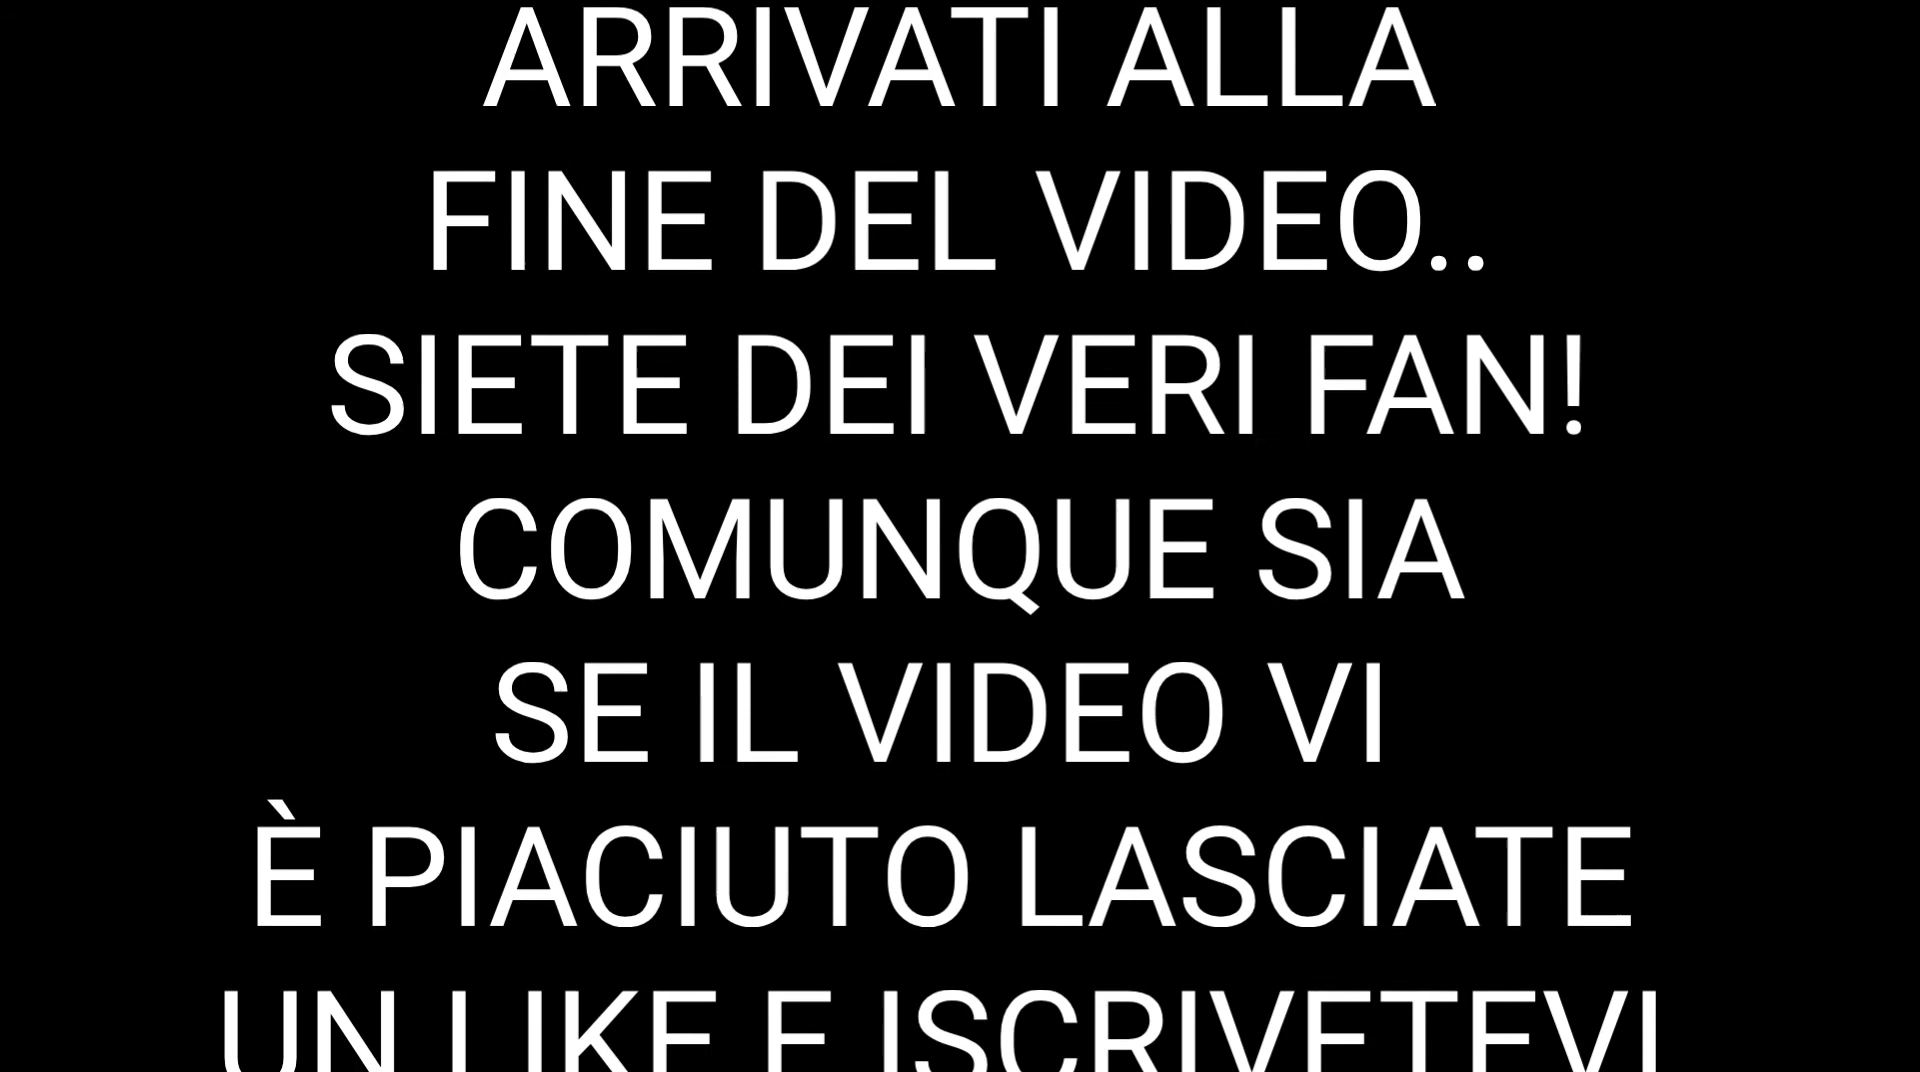 ARRIVATI ALLA
FINE DEL VIDEO..
SIETE DEI VERI FAN!
COMUNQUE SIA
SE IL VIDEO VI
È PIACIUTO LASCIATE
UN LIKE E ISCRIVETEVI